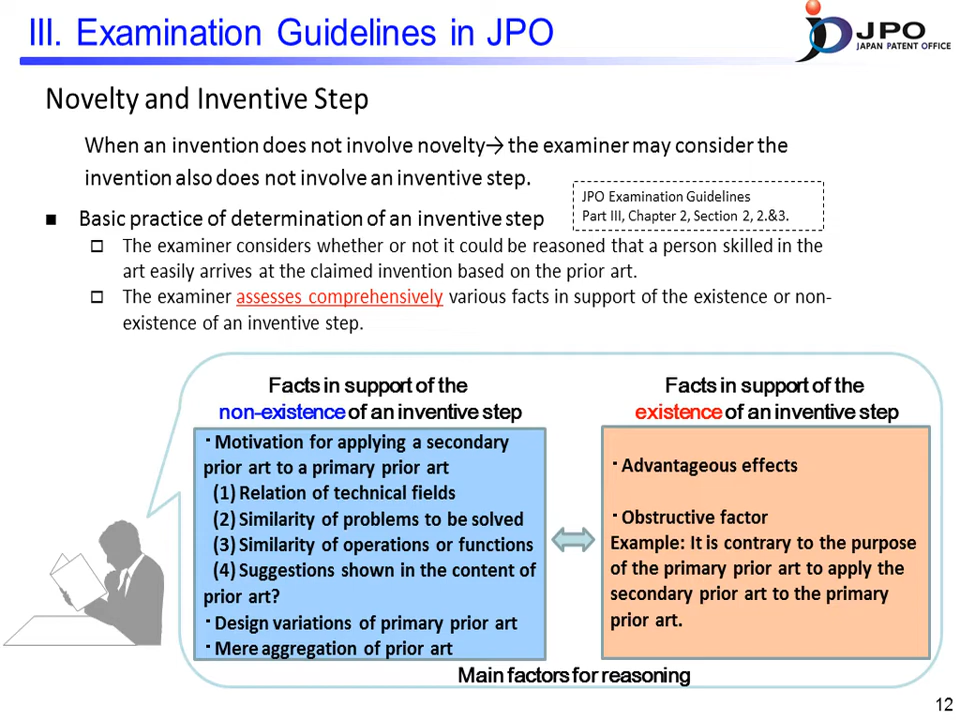 III. Examination Guidelines in JPO
JPO
JAPAN PATENT OFFICE
Novelty and Inventive Step
When an invention does not involve novelty→ the examiner may consider the
invention also does not involve an inventive step.
JPO Examination Guidelines
Part III, Chapter 2, Section 2, 2.&3.
■ Basic practice of determination of an inventive step
□ The examiner considers whether or not it could be reasoned that a person skilled in the
art easily arrives at the claimed invention based on the prior art.
□ The examiner assesses comprehensively various facts in support of the existence or non-
existence of an inventive step.
Facts in support of the
non-existence of an inventive step
・Motivation for applying a secondary
prior art to a primary prior art
(1) Relation of technical fields
(2) Similarity of problems to be solved
(3) Similarity of operations or functions
(4) Suggestions shown in the content of
prior art?
・Design variations of primary prior art
・Mere aggregation of prior art
Facts in support of the
existence of an inventive step
・Advantageous effects
・Obstructive factor
Example: It is contrary to the purpose
of the primary prior art to apply the
secondary prior art to the primary
prior art.
Main factors for reasoning
12